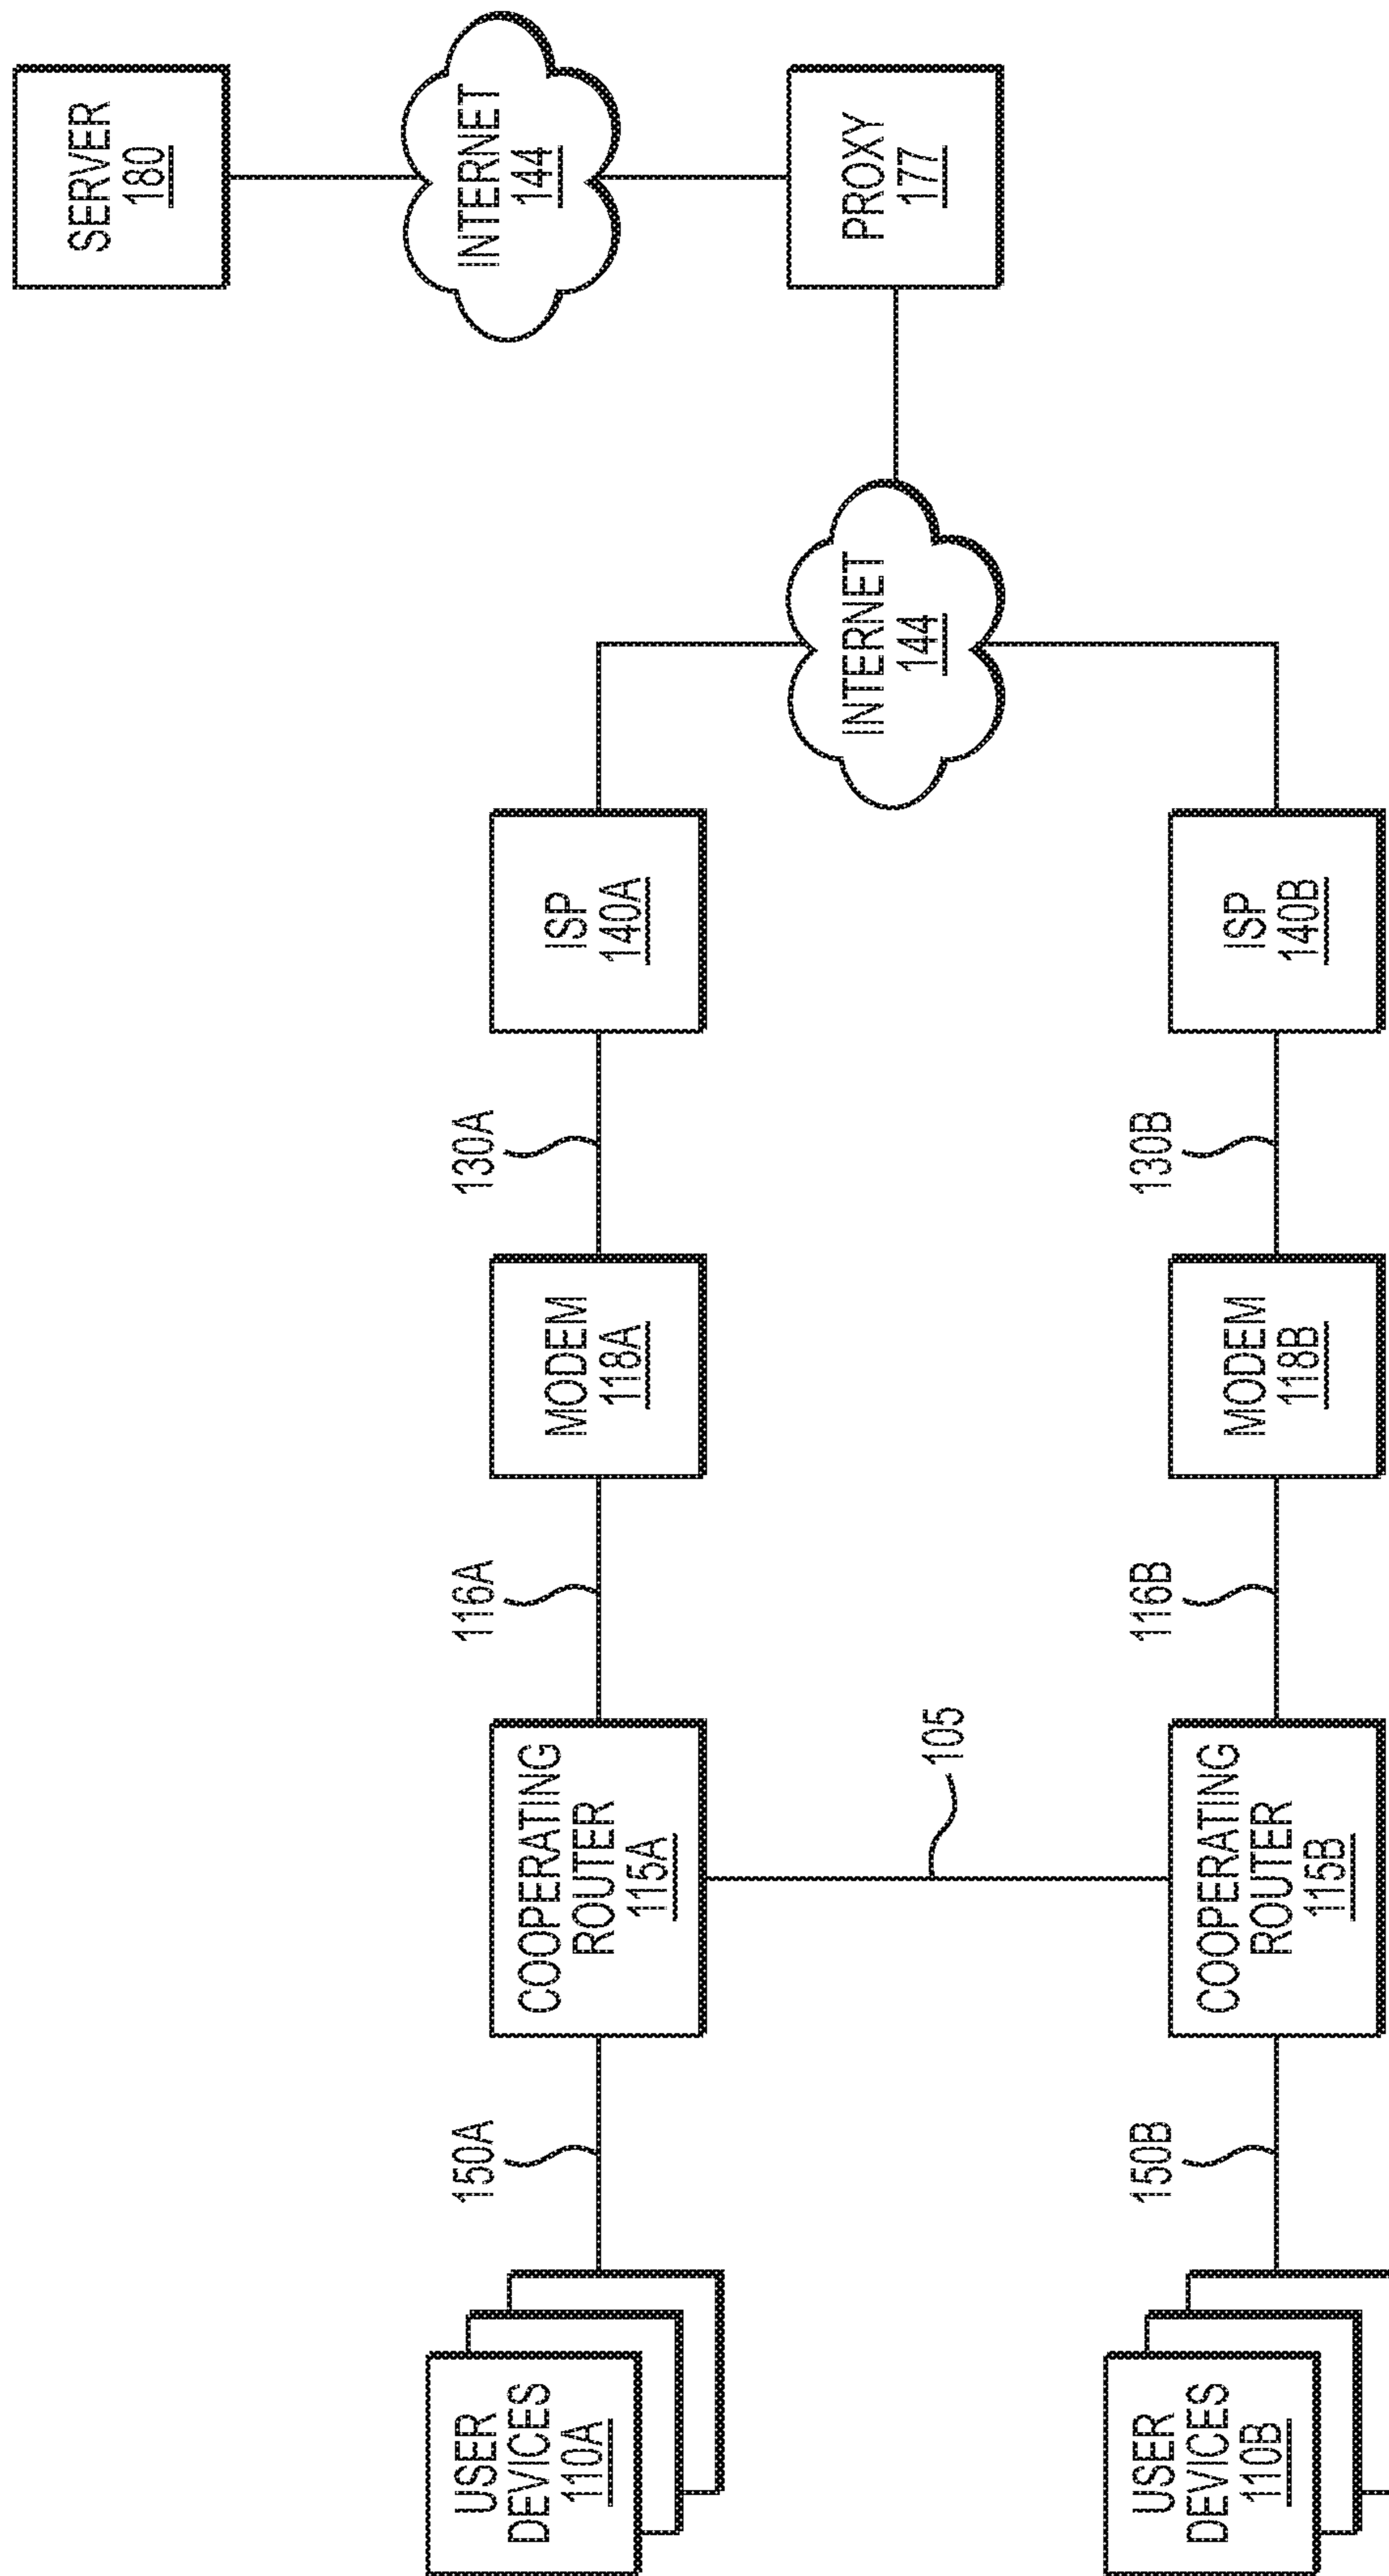 SERVER
180
INTERNET
144
PROXY
177
INTERNET
144
USER
DEVICES
110A
150A
COOPERATING
ROUTER
115A
116A
MODEM
118A
130A
ISP
140A
105
USER
DEVICES
110B
150B
COOPERATING
ROUTER
115B
116B
MODEM
118B
130B
ISP
140B